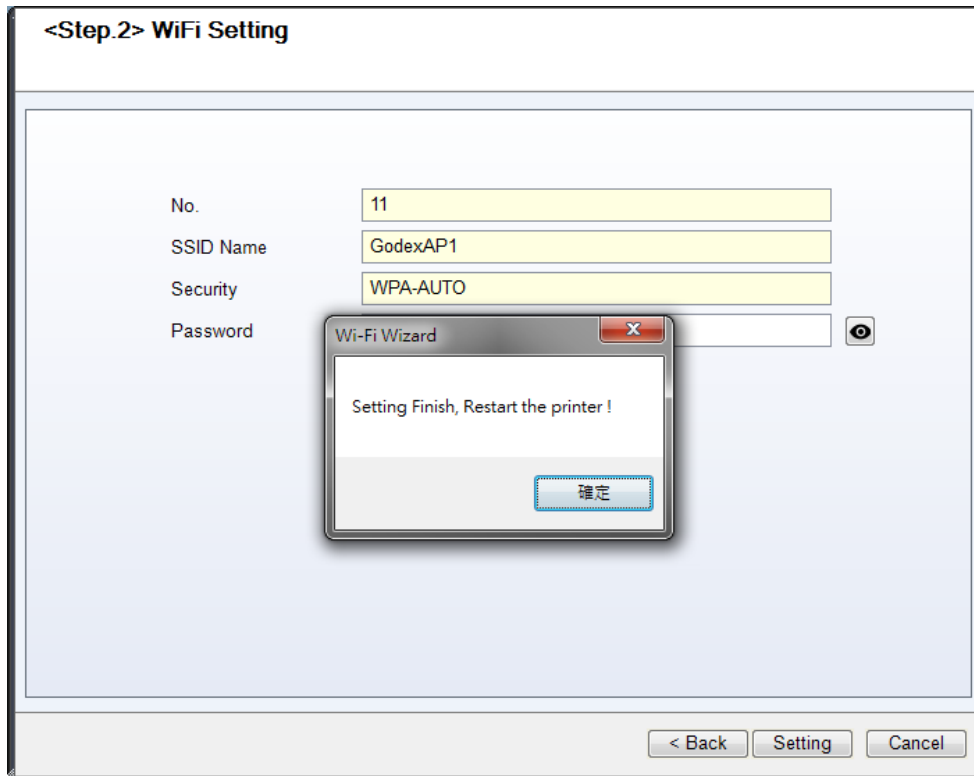 <Step.2> WiFi Setting
No. 11
SSID Name GodexAP1
Security WPA-AUTO
Password
Wi-Fi Wizard
Setting Finish, Restart the printer !
確定
< Back Setting Cancel